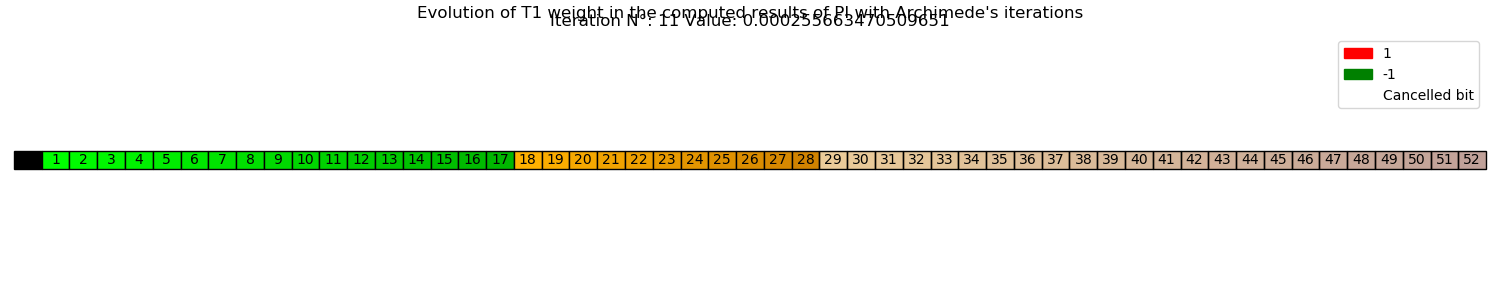 Evolution of T1 weight in the computed results of PI with Archimede's iterations
Iteration N°: 11 Value: 0.000255663470509651
1
-1
Cancelled bit
1 2 3 4 5 6 7 8 9 10 11 12 13 14 15 16 17 18 19 20 21 22 23 24 25 26 27 28 29 30 31 32 33 34 35 36 37 38 39 40 41 42 43 44 45 46 47 48 49 50 51 52